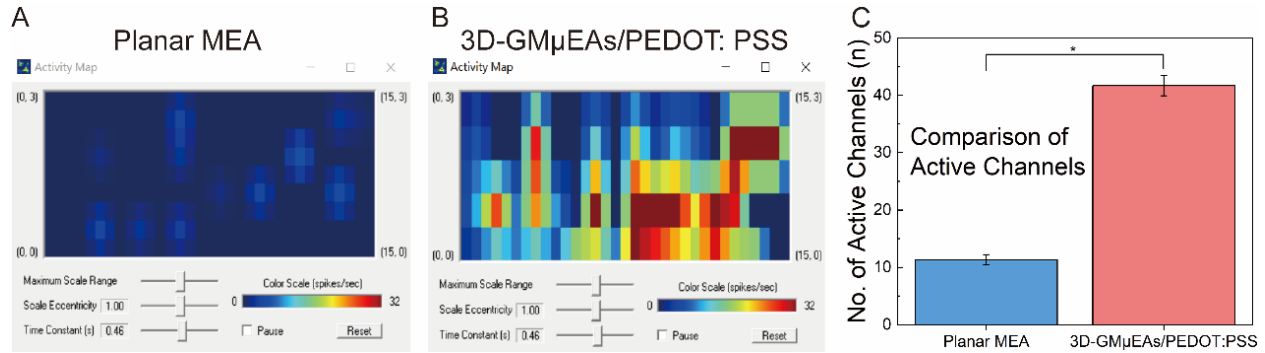 A
Planar MEA
Activity Map
(0, 3)
(15, 3)
(0, 0)
(15, 0)
Maximum Scale Range
Scale Eccentricity 1.00
Time Constant (s) 0.46
Color Scale (spikes/sec)
0
32
Pause
Reset
B
3D-GMμEAs/PEDOT: PSS
Activity Map
(0, 3)
(15, 3)
(0, 0)
(15, 0)
Maximum Scale Range
Scale Eccentricity 1.00
Time Constant (s) 0.46
Color Scale (spikes/sec)
0
32
Pause
Reset
C
No. of Active Channels (n)
50
40
30
20
10
0
*
Comparison of
Active Channels
Planar MEA
3D-GMμEAs/PEDOT:PSS